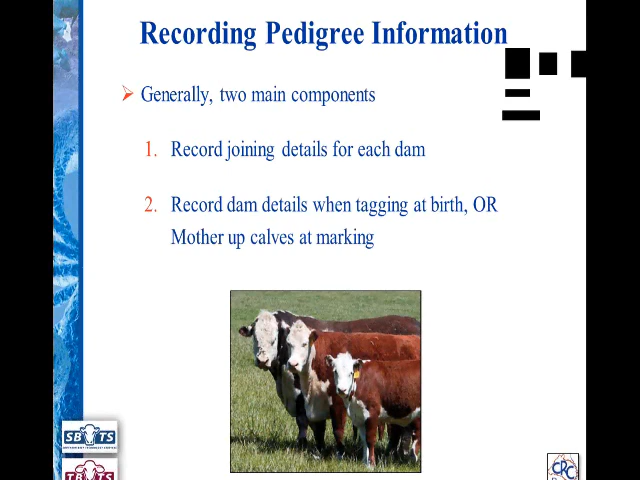 Recording Pedigree Information
Generally, two main components
1. Record joining details for each dam
2. Record dam details when tagging at birth, OR
Mother up calves at marking
SBTS
TBTS
CRC